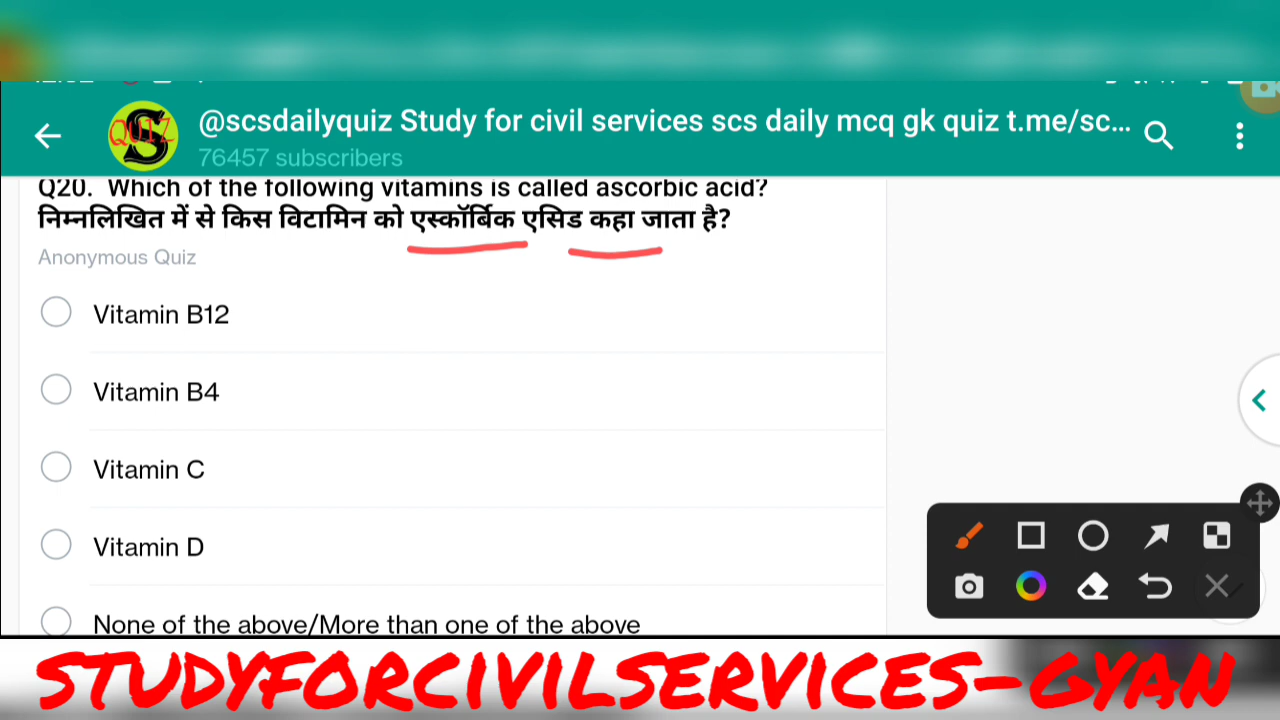 @scsdailyquiz Study for civil services scs daily mcq gk quiz t.me/sc...
76457 subscribers
Q20. Which of the following vitamins is called ascorbic acid?
निम्नलिखित में से किस विटामिन को एस्कॉर्बिक एसिड कहा जाता है?
Anonymous Quiz
Vitamin B12
Vitamin B4
Vitamin C
Vitamin D
None of the above/More than one of the above
STUDYFORCIVILSERVICES-GYAN